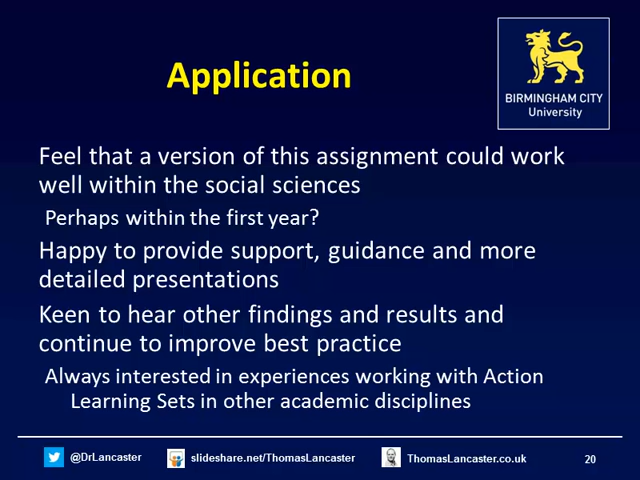 Application
BIRMINGHAM CITY
University
Feel that a version of this assignment could work
well within the social sciences
Perhaps within the first year?
Happy to provide support, guidance and more
detailed presentations
Keen to hear other findings and results and
continue to improve best practice
Always interested in experiences working with Action
Learning Sets in other academic disciplines
@DrLancaster
slideshare.net/ThomasLancaster
ThomasLancaster.co.uk
20